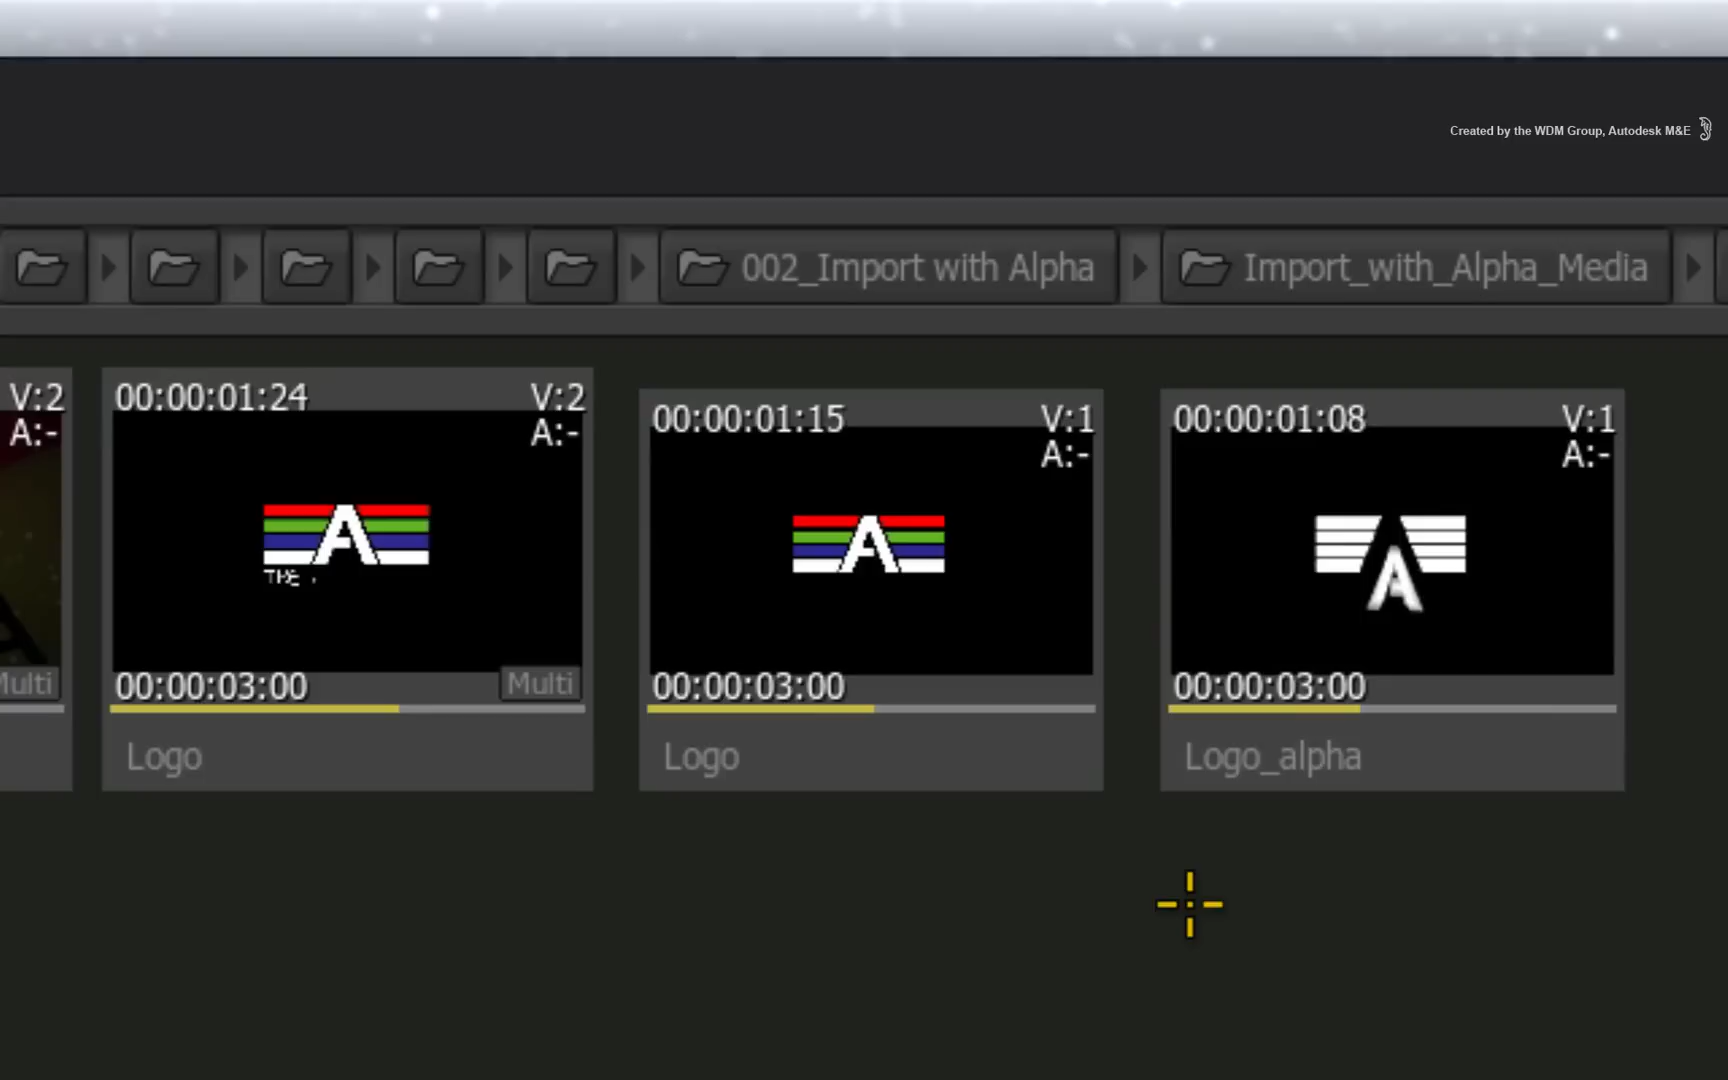 Created by the WDM Group, Autodesk M&E
002_Import with Alpha
Import_with_Alpha_Media
V:2
A:-
Multi
00:00:01:24
V:2
A:-
A
THE
00:00:03:00
Multi
Logo
00:00:01:15
V:1
A:-
A
00:00:03:00
Logo
00:00:01:08
V:1
A:-
A
00:00:03:00
Logo_alpha